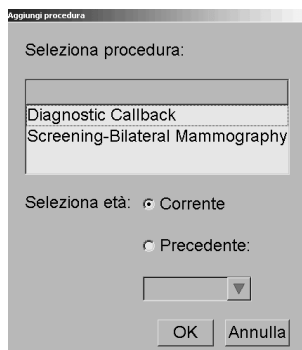 Aggiungi procedura
Seleziona procedura:
Diagnostic Callback
Screening-Bilateral Mammography
Seleziona età: Corrente
Precedente:
OK Annulla